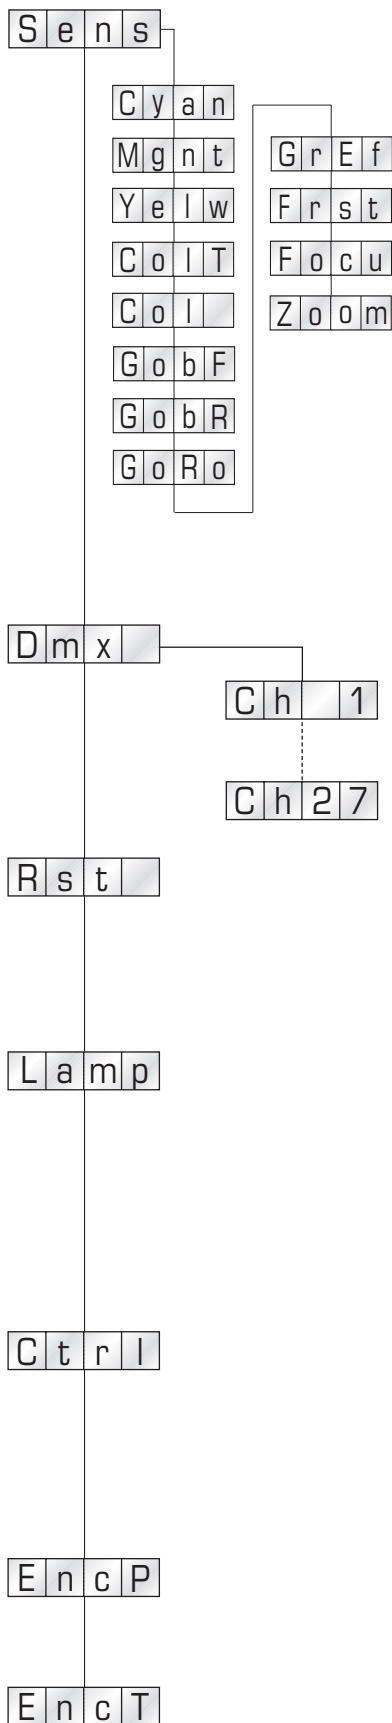 Sens
Cyan
Mgnt
Yelw
ColT
Col
GobF
GobR
GoRo
GrEf
Frst
Focu
Zoom
Dmx
Ch 1
Ch27
Rst
Lamp
Ctrl
EncP
EncT